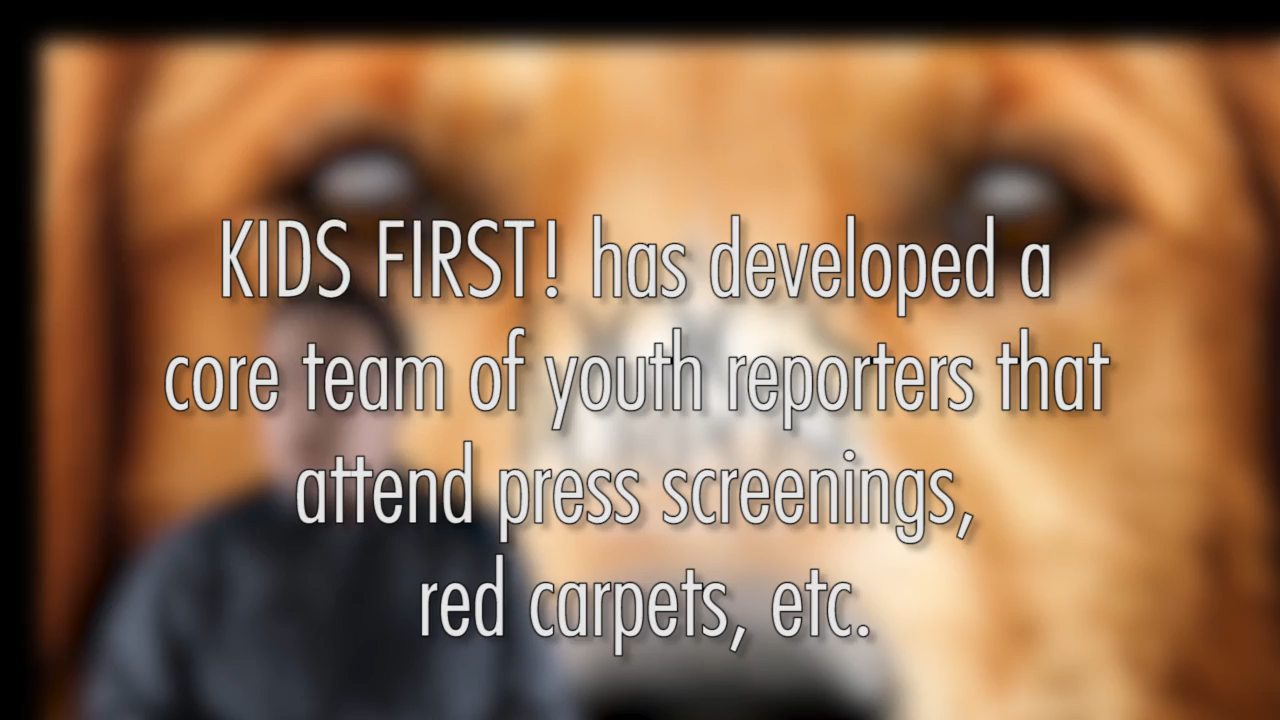 KIDS FIRST! has developed a
core team of youth reporters that
attend press screenings,
red carpets, etc.